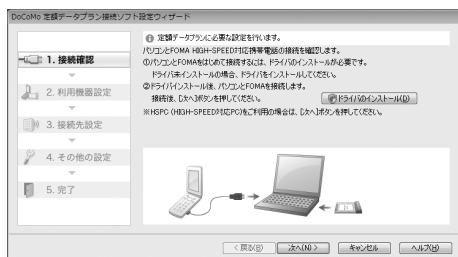 DoCoMo 定額データプラン接続ソフト設定ウィザード
1. 接続確認
2. 利用機器設定
3. 接続先設定
4. その他の設定
5. 完了
定額データプランに必要な設定を行います。
パソコンとFOMA HIGH-SPEED対応携帯電話の接続を確認します。
①パソコンとFOMAをはじめて接続するには、ドライバのインストールが必要です。
ドライバ未インストールの場合、ドライバをインストールしてください。
②ドライバインストール後、パソコンとFOMAを接続します。
接続後、[次へ]ボタンを押してください。
ドライバのインストール(D)
※HSPC (HIGH-SPEED対応PC)をご利用の場合は、[次へ]ボタンを押してください。
< 戻る(B)
次へ(N) >
キャンセル
ヘルプ(H)